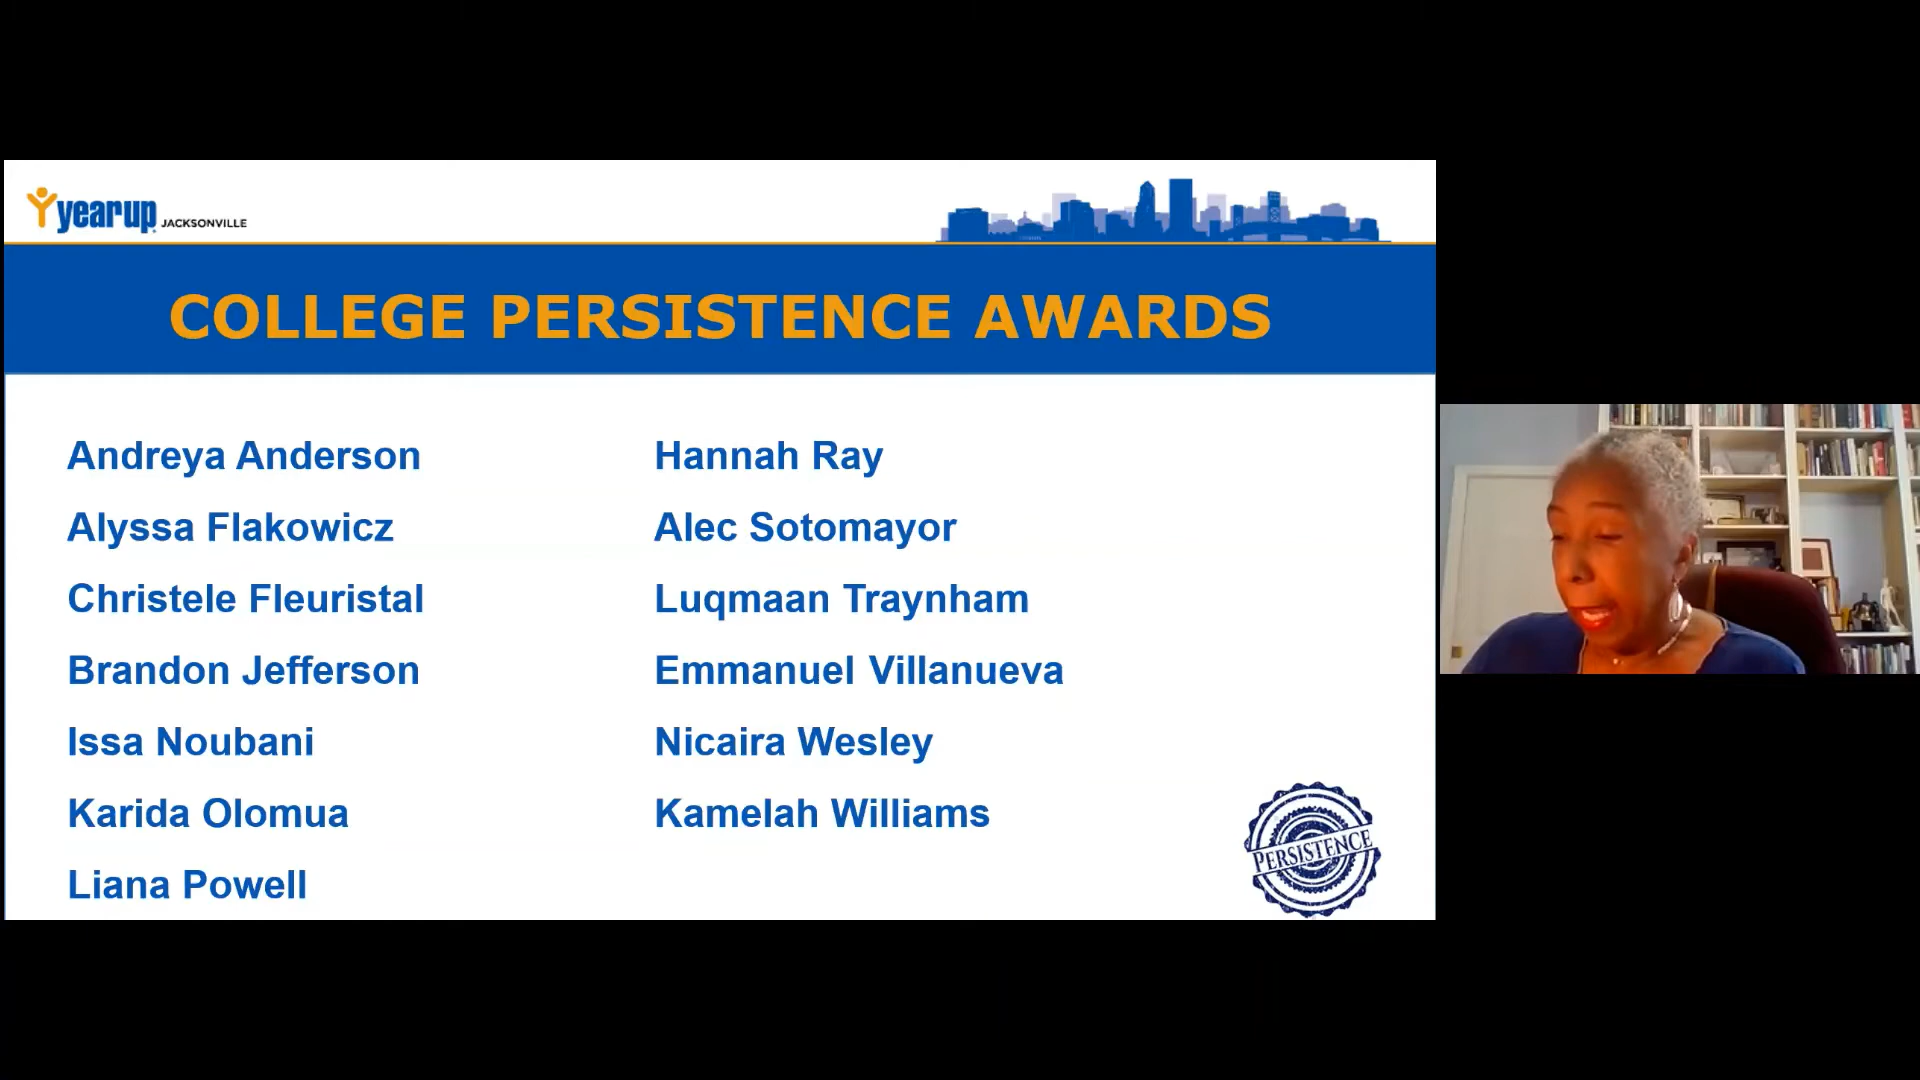 yearup JACKSONVILLE
COLLEGE PERSISTENCE AWARDS
Andreya Anderson
Alyssa Flakowicz
Christele Fleuristal
Brandon Jefferson
Issa Noubani
Karida Olomua
Liana Powell
Hannah Ray
Alec Sotomayor
Luqmaan Traynham
Emmanuel Villanueva
Nicaira Wesley
Kamelah Williams
PERSISTENCE